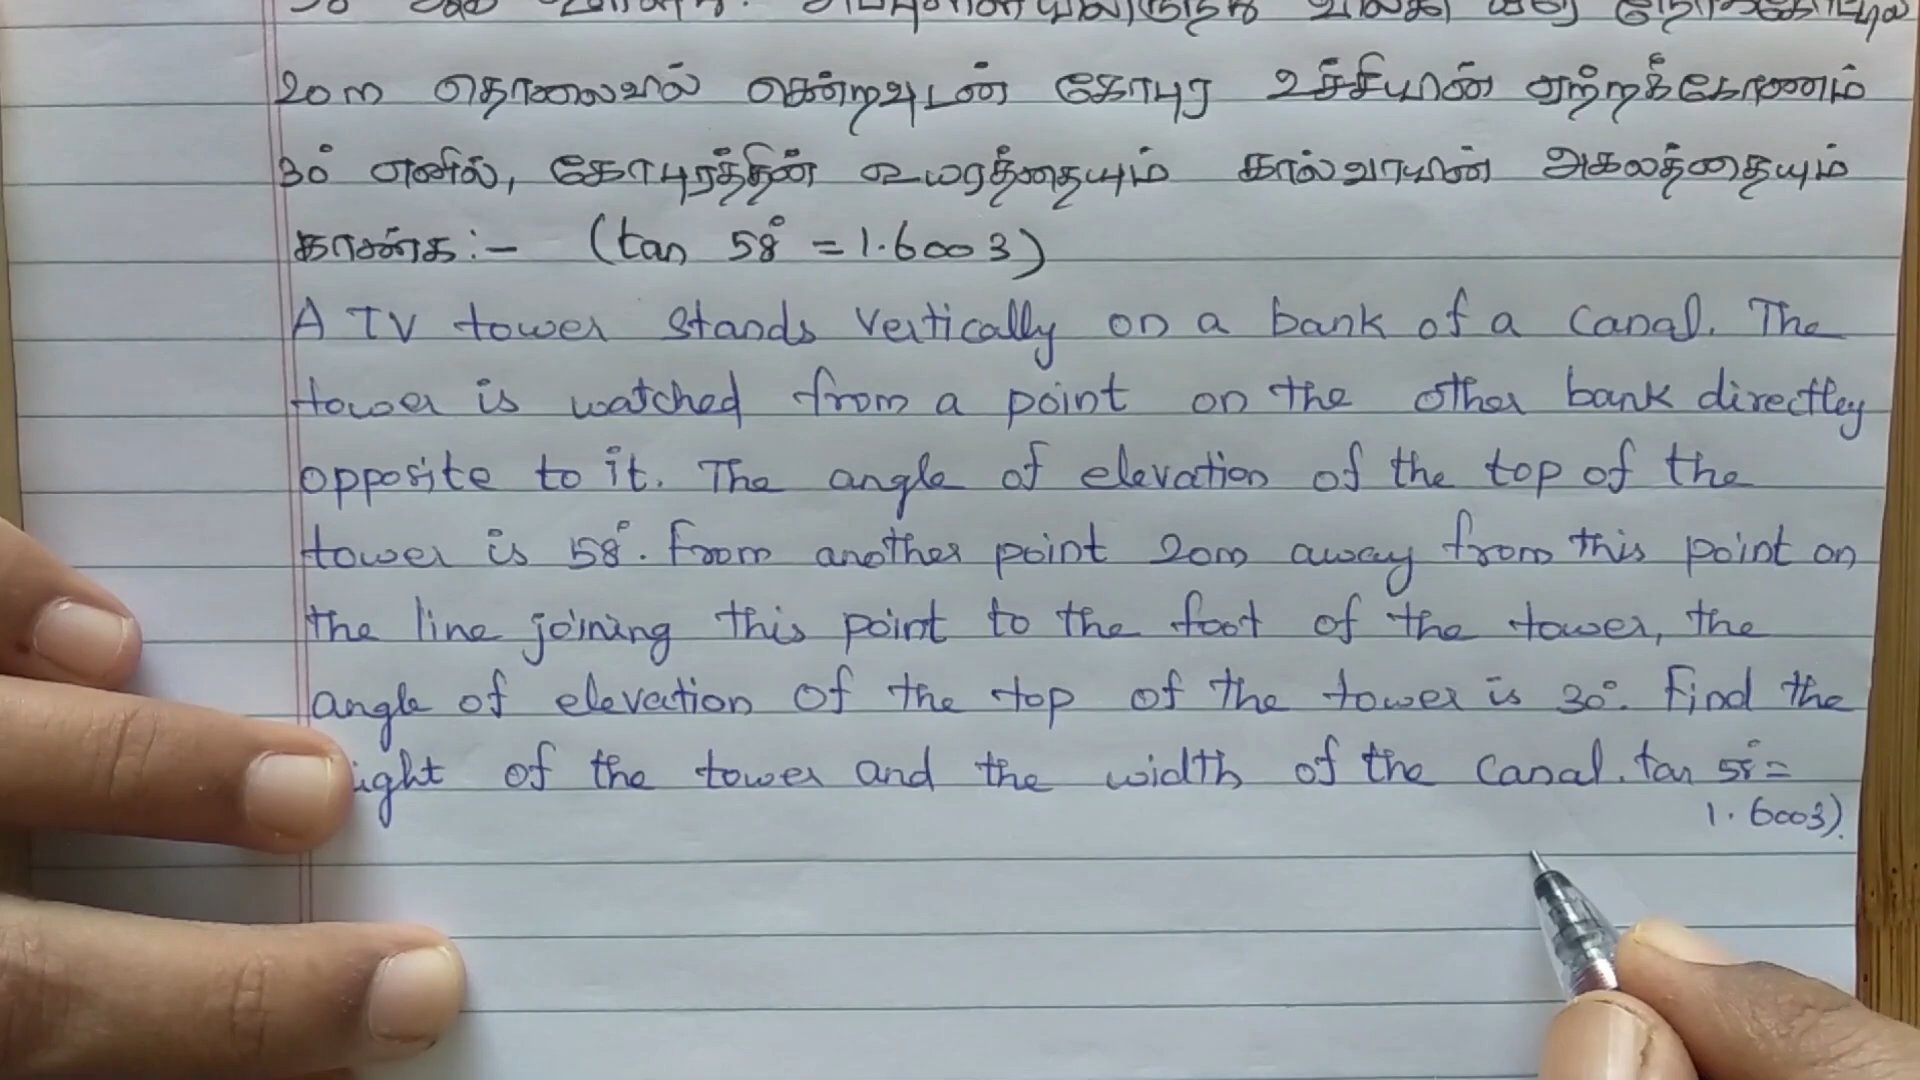 20m தொலைவில் சென்றவுடன் கோபுர உச்சியின் ஏற்றக்கோணம்
30° எனில், கோபுரத்தின் உயரத்தையும் கால்வாயின் அகலத்தையும்
காண்க:- (tan 58° = 1.6003)
A TV tower stands vertically on a bank of a canal. The
tower is watched from a point on the other bank directley
opposite to it. The angle of elevation of the top of the
tower is 58°. From another point 20m away from this point on
the line joining this point to the foot of the tower, the
angle of elevation of the top of the tower is 30°. Find the
ight of the tower and the width of the canal. tan 58° =
1.6003).